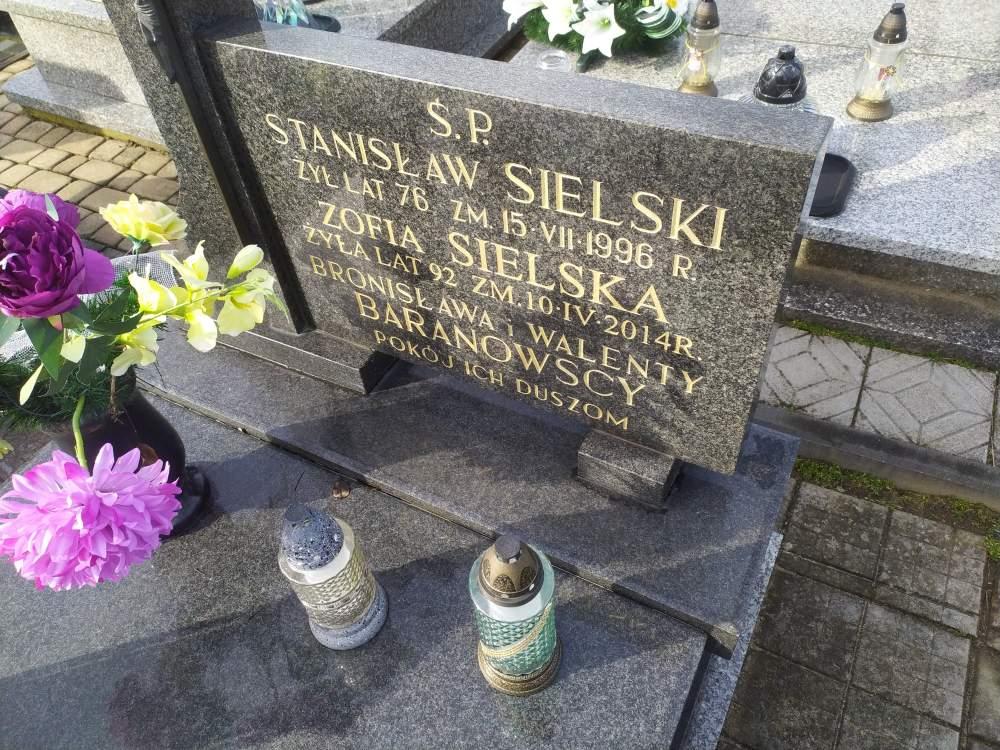 Ś.P.
STANISŁAW SIELSKI
ŻYŁ LAT 76 ZM. 15·VII·1996 R.
ZOFIA SIELSKA
ŻYŁA LAT 92 ZM. 10·IV·2014R.
BRONISŁAWA i WALENTY
BARANOWSCY
POKÓJ ICH DUSZOM